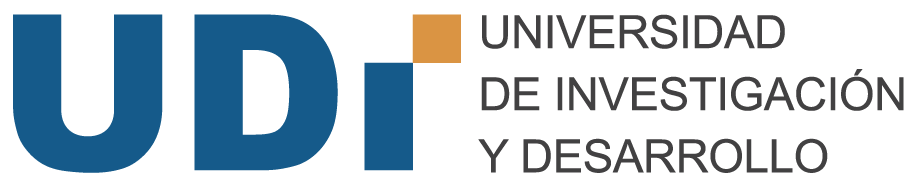 UDi
UNIVERSIDAD
DE INVESTIGACIÓN
Y DESARROLLO